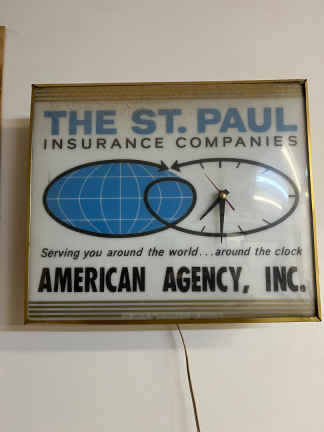 THE ST. PAUL
INSURANCE COMPANIES
Serving you around the world...around the clock
AMERICAN AGENCY, INC.